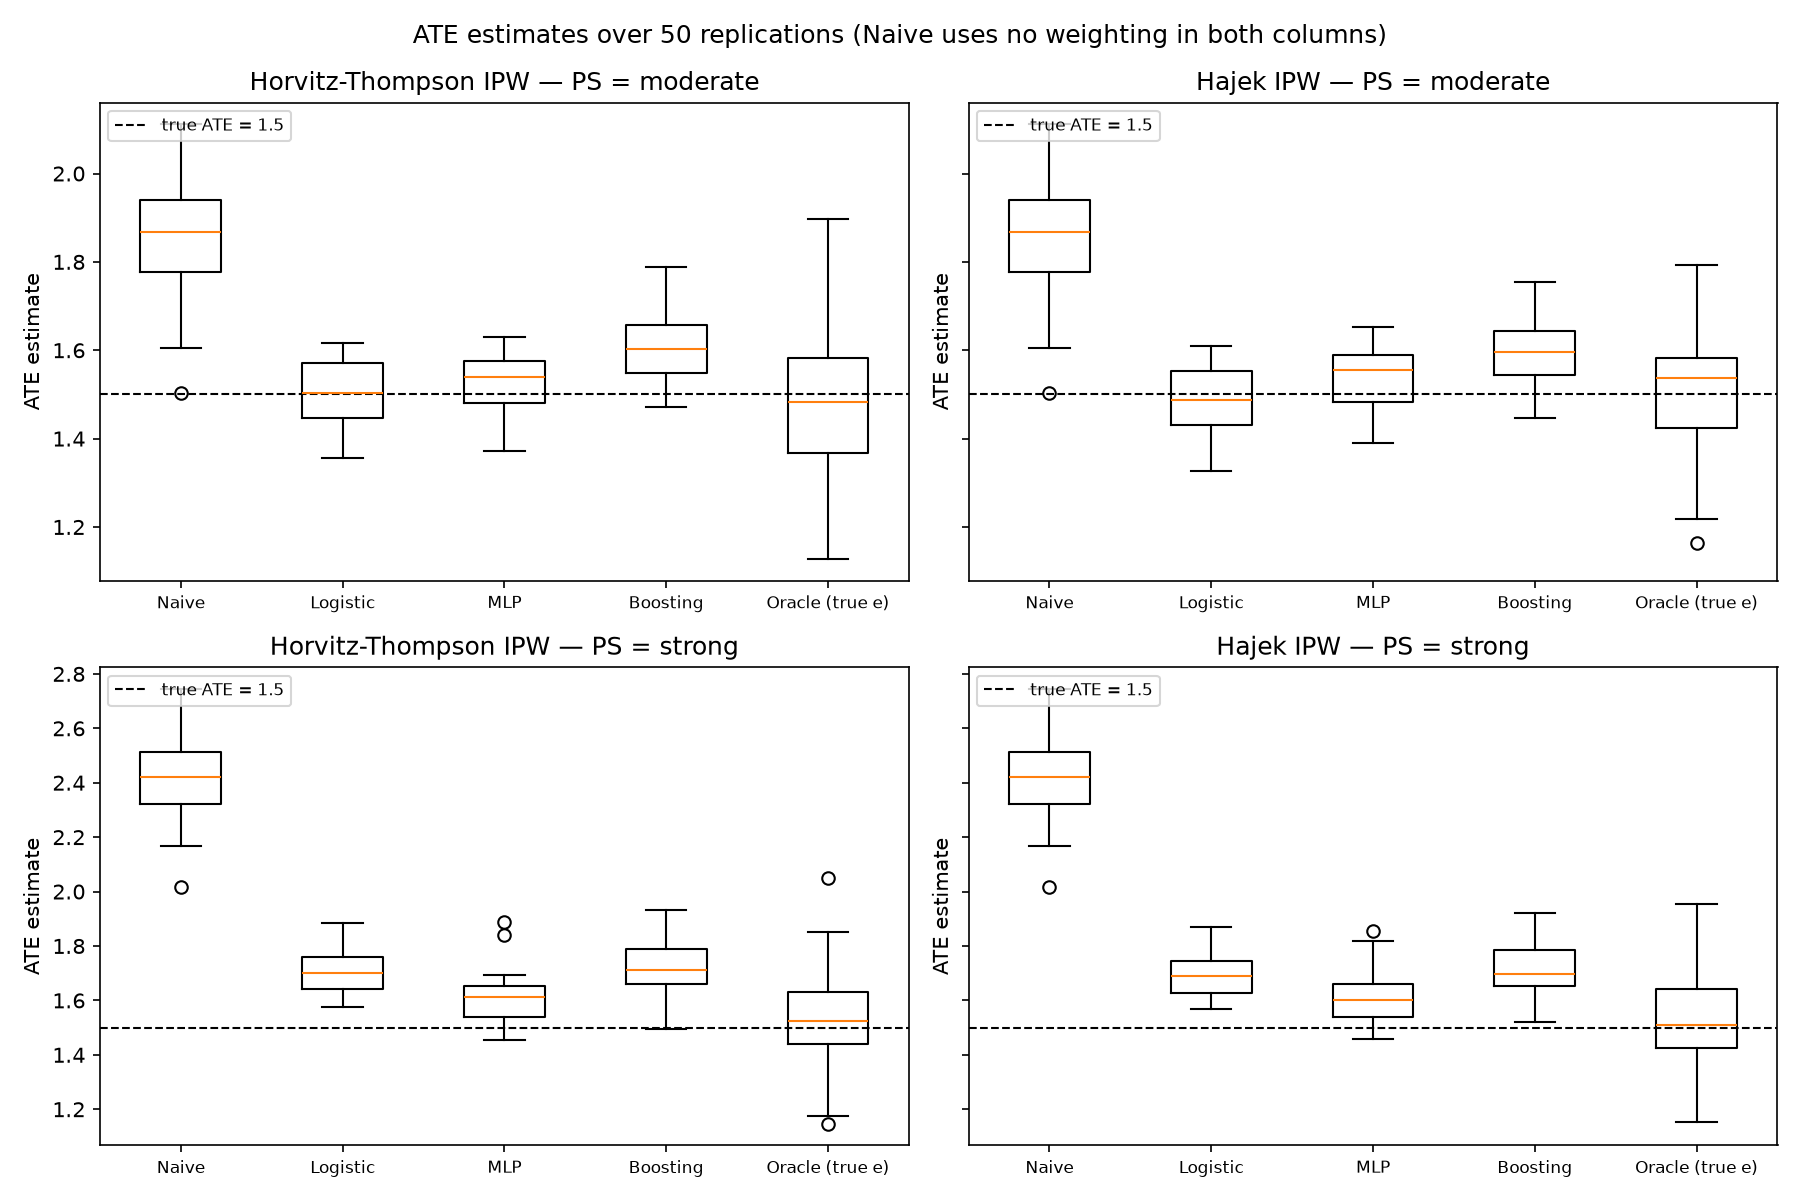 ATE estimates over 50 replications (Naive uses no weighting in both columns)
Horvitz-Thompson IPW — PS = moderate
true ATE = 1.5
ATE estimate
2.0
1.8
1.6
1.4
1.2
Naive Logistic MLP Boosting Oracle (true e)
Hajek IPW — PS = moderate
true ATE = 1.5
ATE estimate
Naive Logistic MLP Boosting Oracle (true e)
Horvitz-Thompson IPW — PS = strong
true ATE = 1.5
ATE estimate
2.8
2.6
2.4
2.2
2.0
1.8
1.6
1.4
1.2
Naive Logistic MLP Boosting Oracle (true e)
Hajek IPW — PS = strong
true ATE = 1.5
ATE estimate
Naive Logistic MLP Boosting Oracle (true e)